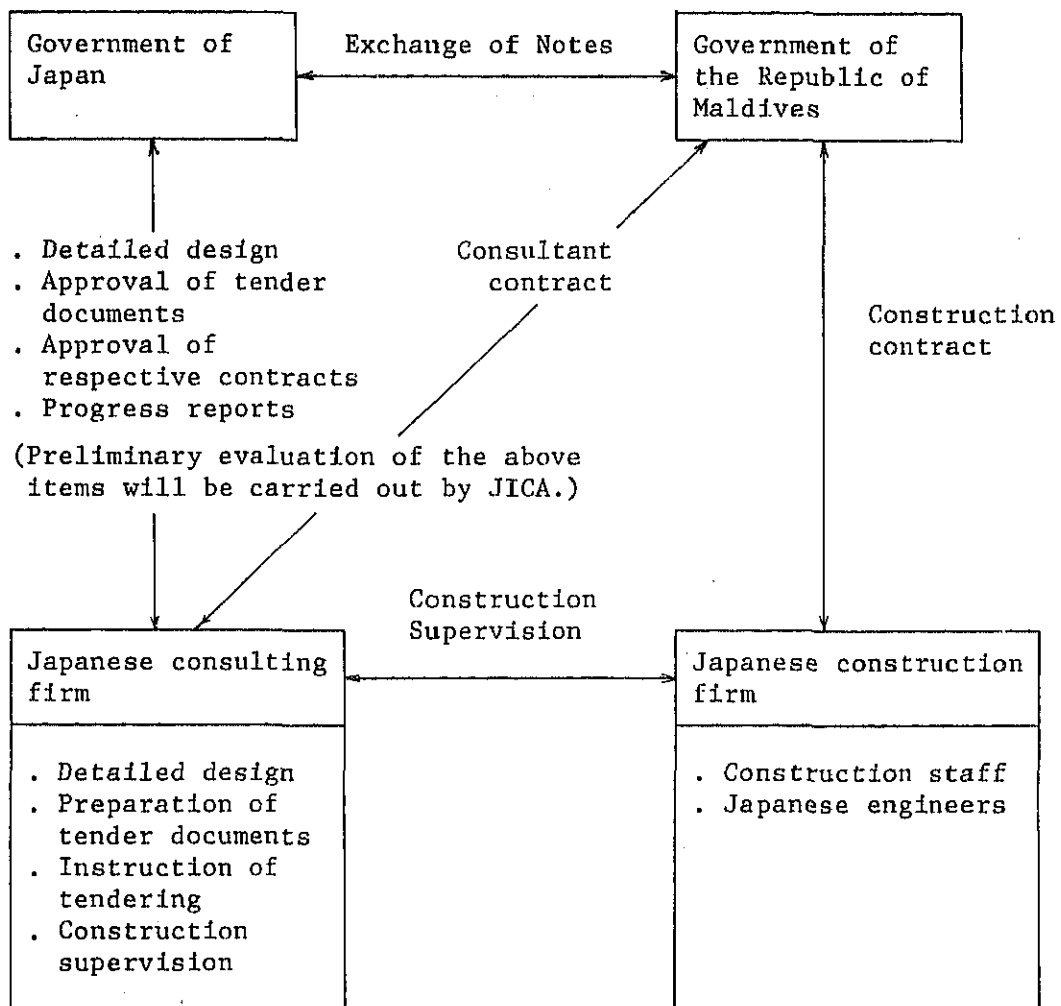 Government of
Japan
Exchange of Notes
Government of
the Republic of
Maldives
. Detailed design
. Approval of tender
documents
. Approval of
respective contracts
. Progress reports
(Preliminary evaluation of the above
items will be carried out by JICA.)
Consultant
contract
Construction
contract
Construction
Supervision
Japanese consulting
firm
. Detailed design
. Preparation of
tender documents
. Instruction of
tendering
. Construction
supervision
Japanese construction
firm
. Construction staff
. Japanese engineers